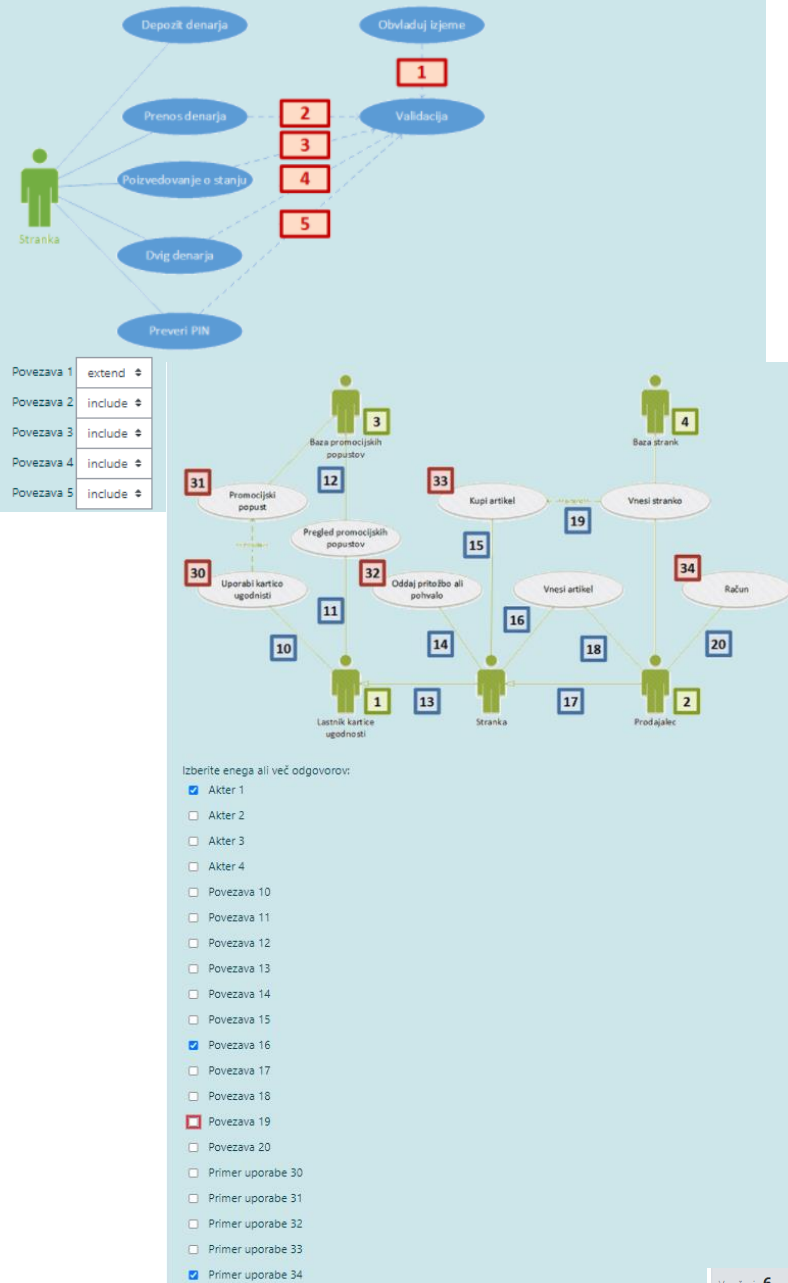 Depozit denarja
Obvladuj izjeme
1
Prenos denarja
2
Validacija
3
Poizvedovanje o stanju
4
5
Stranka
Dvig denarja
Preveri PIN
Povezava 1 extend
Povezava 2 include
Povezava 3 include
Povezava 4 include
Povezava 5 include
3
4
Baza promocijskih
popustov
Baza strank
31
Promocijski
popust
12
33
Kupi artikel
19
Vnesi stranko
Pregled promocijskih
popustov
15
30
Uporabi kartico
ugodnisti
32
Oddaj pritožbo ali
pohvalo
Vnesi artikel
34
Račun
11
16
10
14
18
20
1
13
17
2
Lastnik kartice
ugodnosti
Stranka
Prodajalec
Izberite enega ali več odgovorov:
Akter 1
Akter 2
Akter 3
Akter 4
Povezava 10
Povezava 11
Povezava 12
Povezava 13
Povezava 14
Povezava 15
Povezava 16
Povezava 17
Povezava 18
Povezava 19
Povezava 20
Primer uporabe 30
Primer uporabe 31
Primer uporabe 32
Primer uporabe 33
Primer uporabe 34
6